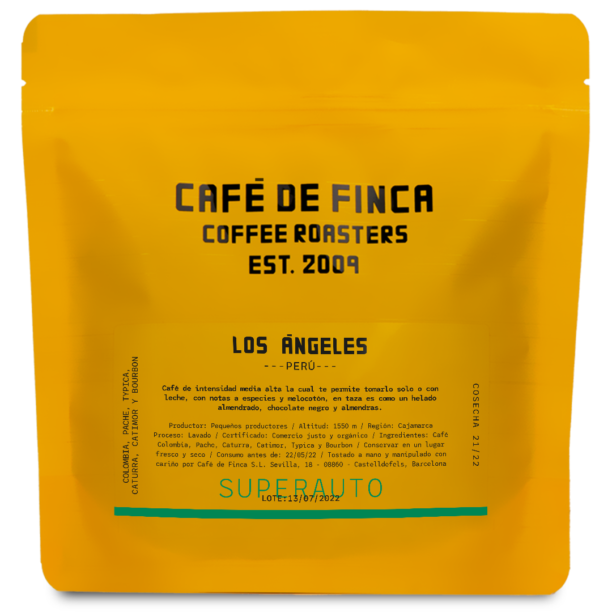 CAFÉ DE FINCA
COFFEE ROASTERS
EST. 2009
LOS ÁNGELES
---PERÚ---
Café de intensidad media alta la cual te permite tomarlo solo o con
leche, con notas a especies y melocotón, en taza es como un helado
almendrado, chocolate negro y almendras.
Productor: Pequeños productores / Altitud: 1550 m / Región: Cajamarca
Proceso: Lavado / Certificado: Comercio justo y orgánico / Ingredientes: Café
Colombia, Pacho, Caturra, Catimor, Typica y Bourbon / Conservar en un lugar
fresco y seco / Consumo antes de: 22/05/22 / Tostado a mano y manipulado con
cariño por Café de Finca S.L. Sevilla, 18 - 08860 - Castelldefels, Barcelona
SUPERAUTO
LOTE:13/07/2022
COLOMBIA, PACHE, TYPICA,
CATURRA, CATIMOR Y BOURBON
COSECHA 21/22